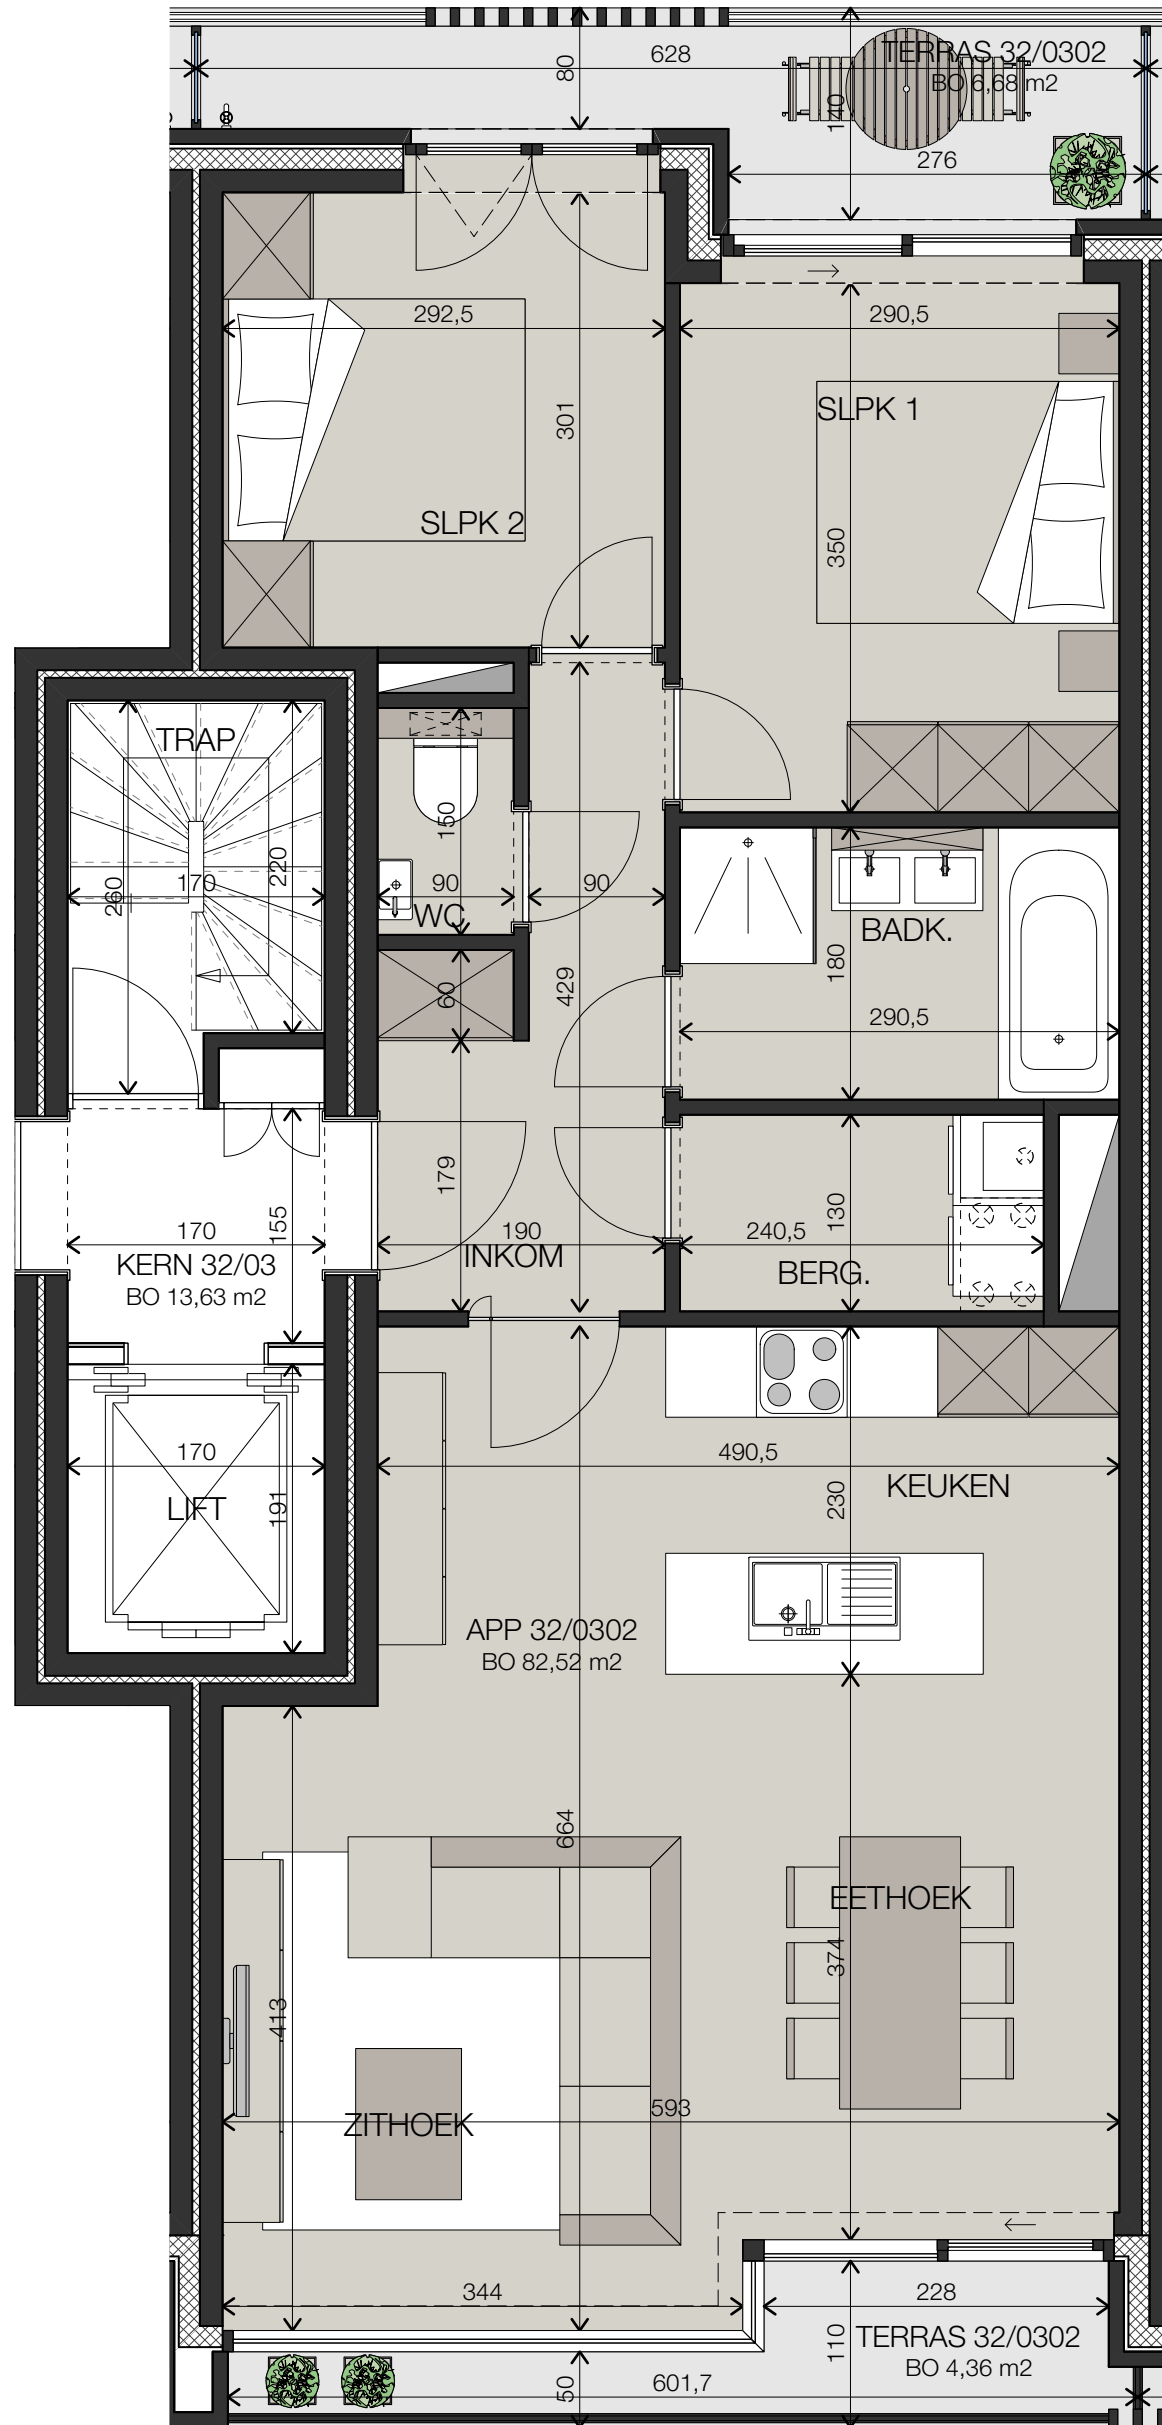 628
80
TERRAS 32/0302
BO 6,68 m2
140
276
292,5
290,5
301
SLPK 1
SLPK 2
350
TRAP
150
220
170
260
90
90
WC
BADK.
180
60
429
290,5
179
155
170
190
240,5
130
INKOM
KERN 32/03
BO 13,63 m2
BERG.
170
490,5
KEUKEN
230
LIFT
191
APP 32/0302
BO 82,52 m2
664
EETHOEK
374
413
593
ZITHOEK
344
228
110
TERRAS 32/0302
BO 4,36 m2
50
601,7